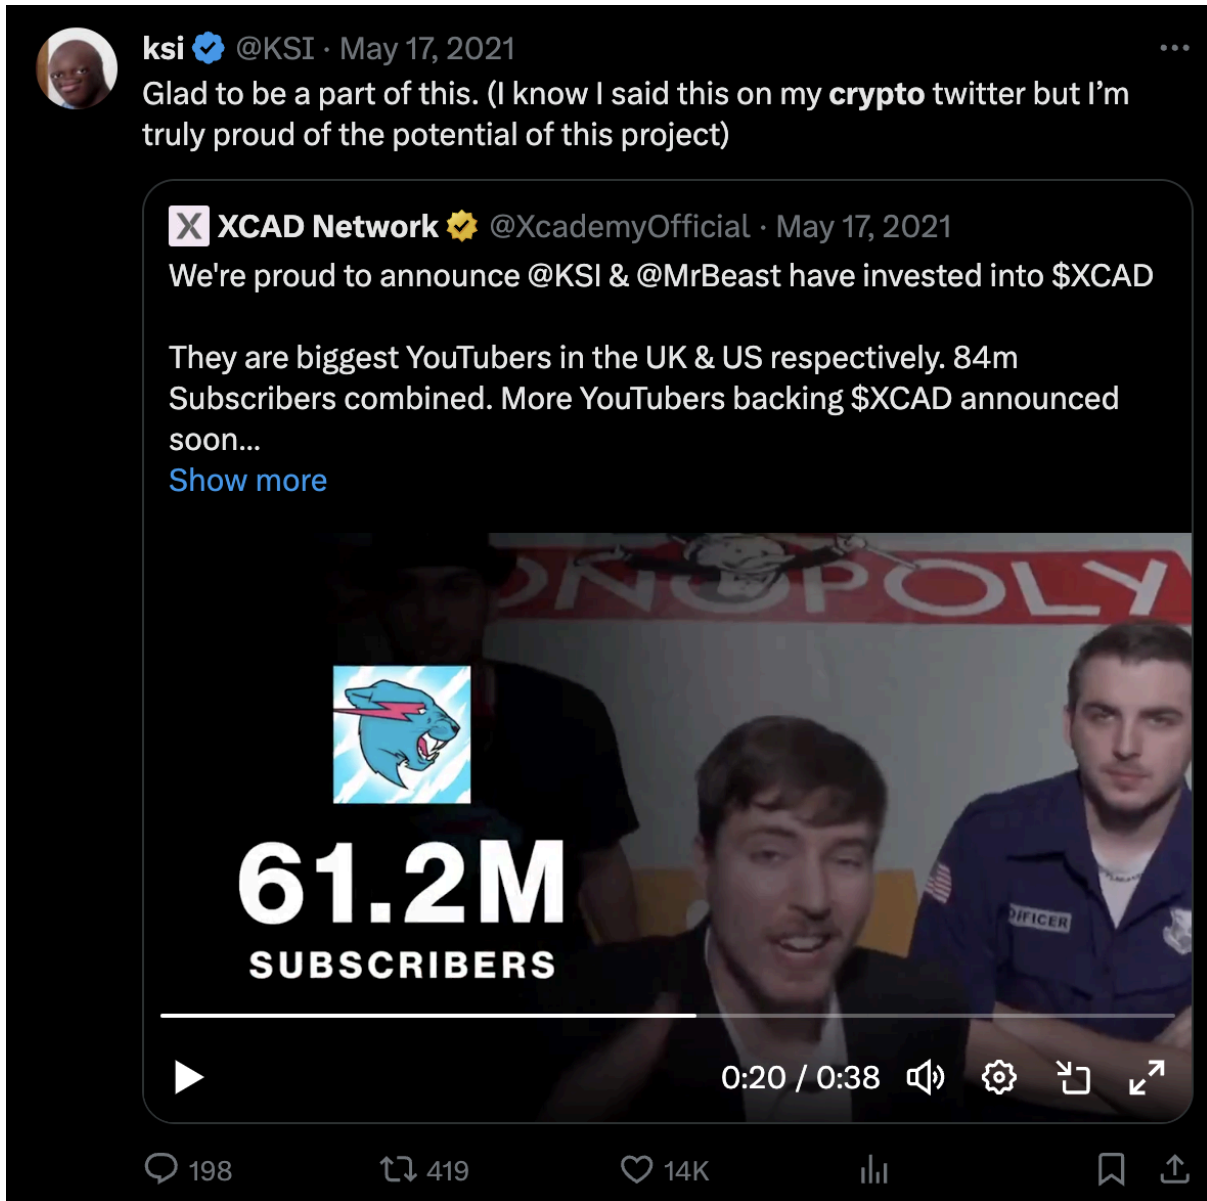 ksi @KSI · May 17, 2021
Glad to be a part of this. (I know I said this on my crypto twitter but I’m
truly proud of the potential of this project)
X XCAD Network @XcademyOfficial · May 17, 2021
We're proud to announce @KSI & @MrBeast have invested into $XCAD
They are biggest YouTubers in the UK & US respectively. 84m
Subscribers combined. More YouTubers backing $XCAD announced
soon...
Show more
ONOPOLY
OFFICER
61.2M
SUBSCRIBERS
0:20 / 0:38
198 419 14K